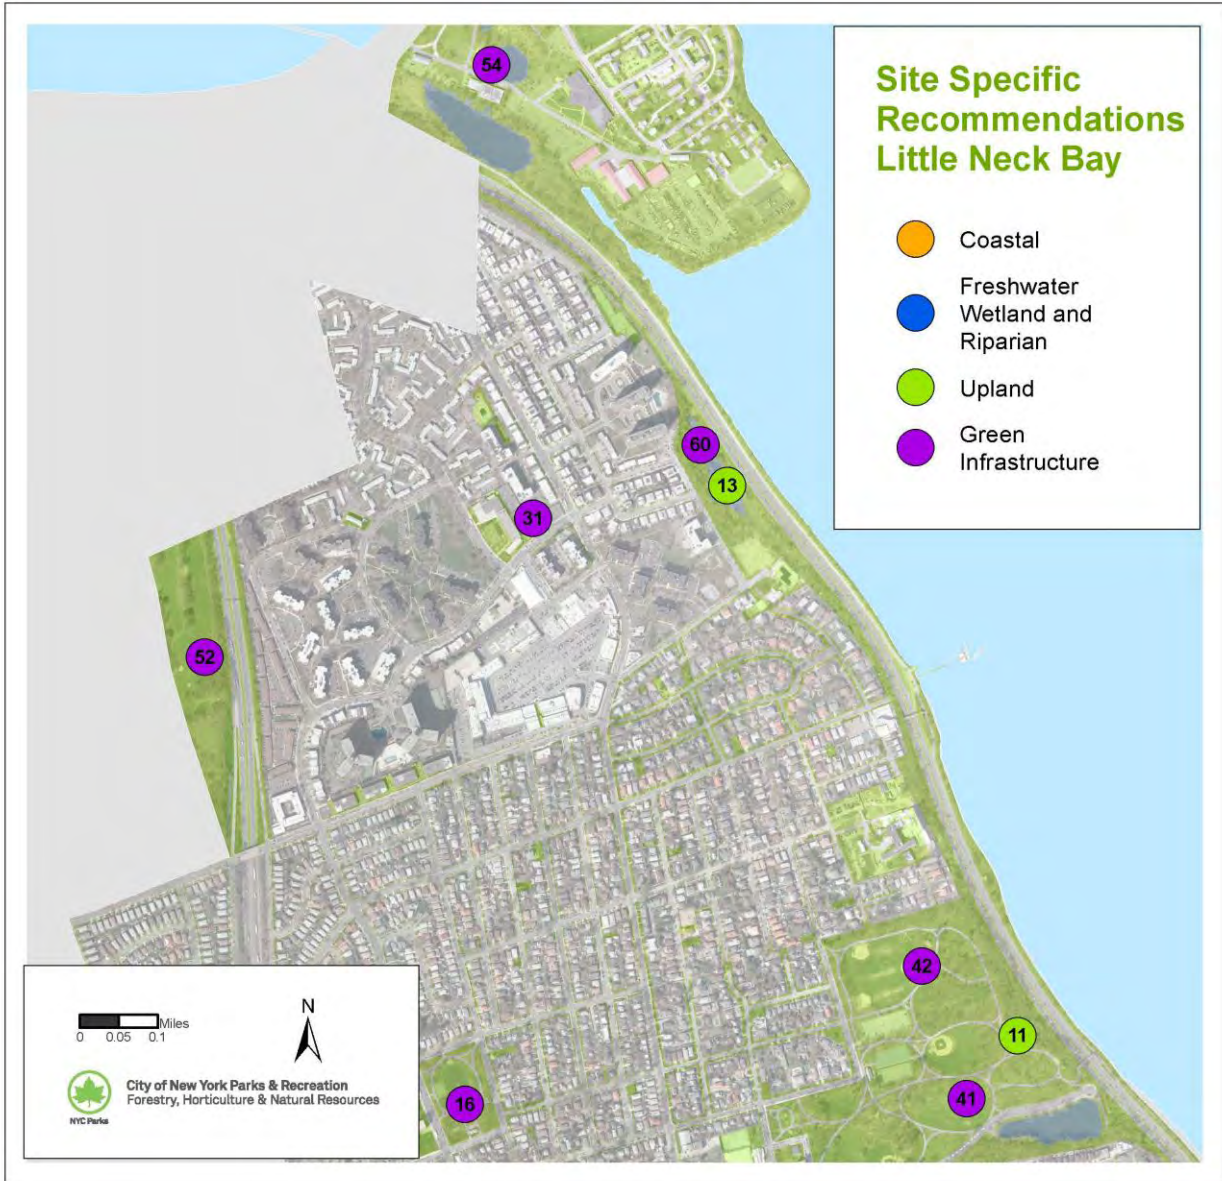 Site Specific
Recommendations
Little Neck Bay
Coastal
Freshwater
Wetland and
Riparian
Upland
Green
Infrastructure
54
60
13
31
52
42
11
41
16
N
Miles
0 0.05 0.1
City of New York Parks & Recreation
Forestry, Horticulture & Natural Resources
NYC Parks